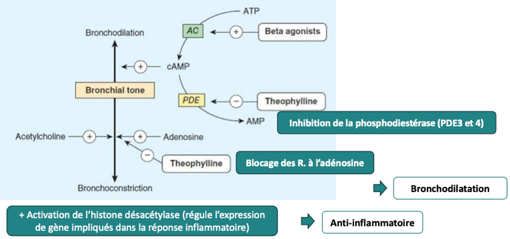 ATP
Bronchodilation
AC
+
Beta agonists
+
cAMP
Bronchial tone
PDE
−
Theophylline
AMP
Inhibition de la phosphodiestérase (PDE3 et 4)
Acetylcholine
+
+
Adenosine
−
Theophylline
Blocage des R. à l'adénosine
Bronchoconstriction
Bronchodilatation
+ Activation de l'histone désacétylase (régule l'expression
de gène impliqués dans la réponse inflammatoire)
Anti-inflammatoire